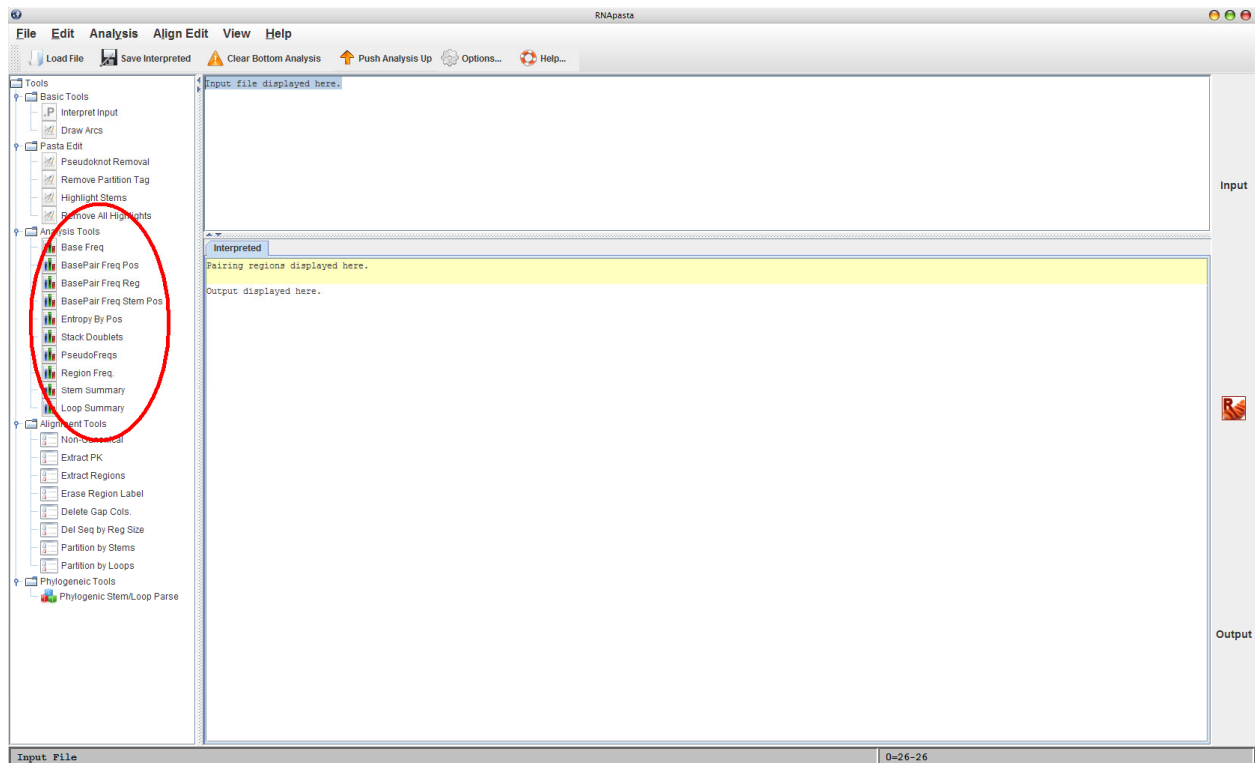 RNApasta
File Edit Analysis Align Edit View Help
Load File Save Interpreted Clear Bottom Analysis Push Analysis Up Options... Help...
Tools
Basic Tools
.P Interpret Input
Draw Arcs
Pasta Edit
Pseudoknot Removal
Remove Partition Tag
Highlight Stems
Remove All Highlights
Analysis Tools
Base Freq
BasePair Freq Pos
BasePair Freq Reg
BasePair Freq Stem Pos
Entropy By Pos
Stack Doublets
PseudoFreqs
Region Freq.
Stem Summary
Loop Summary
Alignment Tools
Non-Canonical
Extract PK
Extract Regions
Erase Region Label
Delete Gap Cols.
Del Seq by Reg Size
Partition by Stems
Partition by Loops
Phylogeneic Tools
Phylogenic Stem/Loop Parse
Input file displayed here.
Interpreted
Pairing regions displayed here.
Output displayed here.
Input
R
Output
Input File
0=26-26